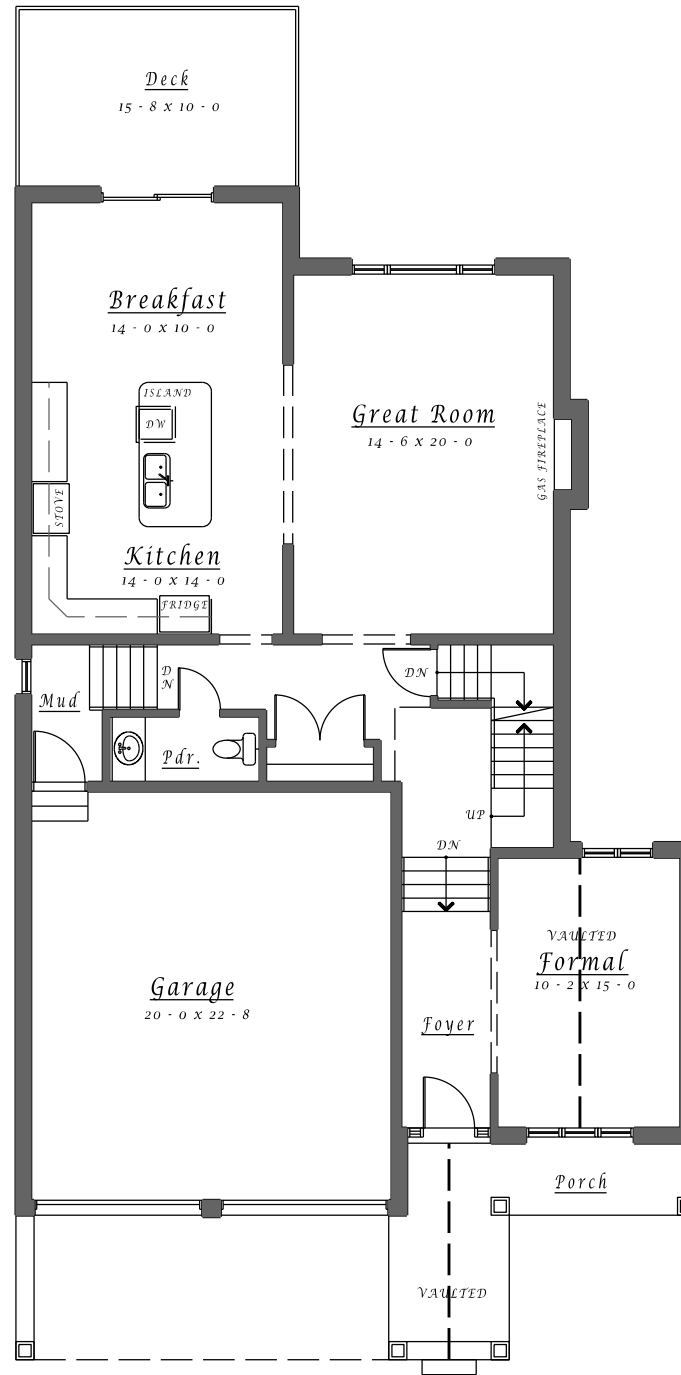 Deck
15 - 8 x 10 - 0
Breakfast
14 - 0 x 10 - 0
ISLAND
DW
Great Room
14 - 6 x 20 - 0
GAS FIREPLACE
STOVE
Kitchen
14 - 0 x 14 - 0
FRIDGE
DN
DN
Mud
Pdr.
UP
DN
VAULTED
Formal
10 - 2 x 15 - 0
Garage
20 - 0 x 22 - 8
Foyer
Porch
VAULTED